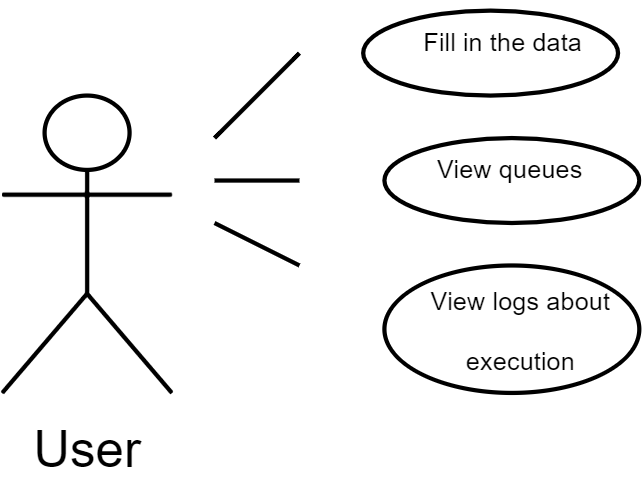 Fill in the data
View queues
View logs about
execution
User